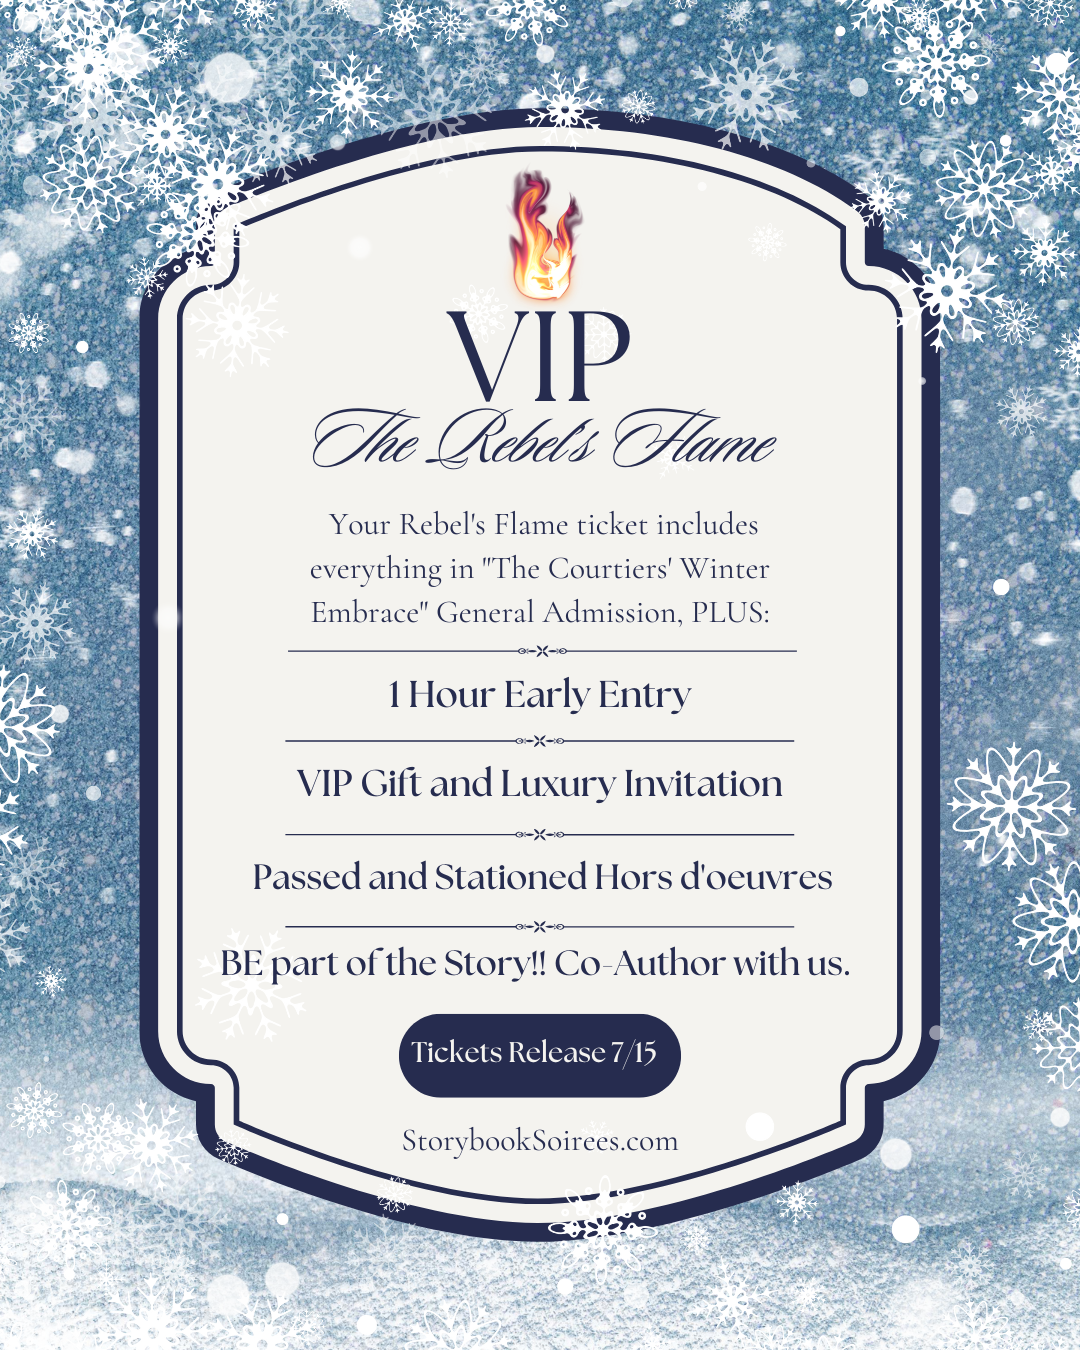 VIP
The Rebel's Flame
Your Rebel's Flame ticket includes
everything in "The Courtiers' Winter
Embrace" General Admission, PLUS:
1 Hour Early Entry
VIP Gift and Luxury Invitation
Passed and Stationed Hors d'oeuvres
BE part of the Story!! Co-Author with us.
Tickets Release 7/15
StorybookSoirees.com